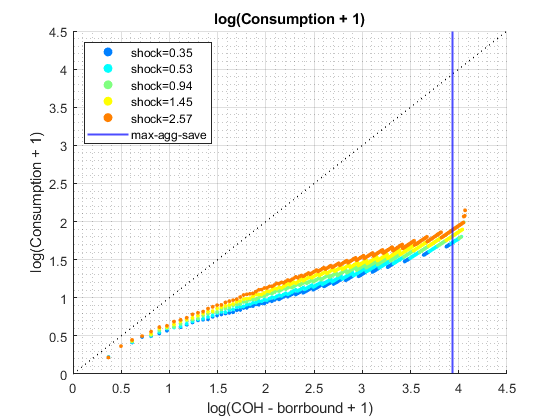 log(Consumption + 1)
4.5
4
3.5
3
2.5
2
1.5
1
0.5
0
log(Consumption + 1)
shock=0.35
shock=0.53
shock=0.94
shock=1.45
shock=2.57
max-agg-save
0 0.5 1 1.5 2 2.5 3 3.5 4 4.5
log(COH - borrbound + 1)